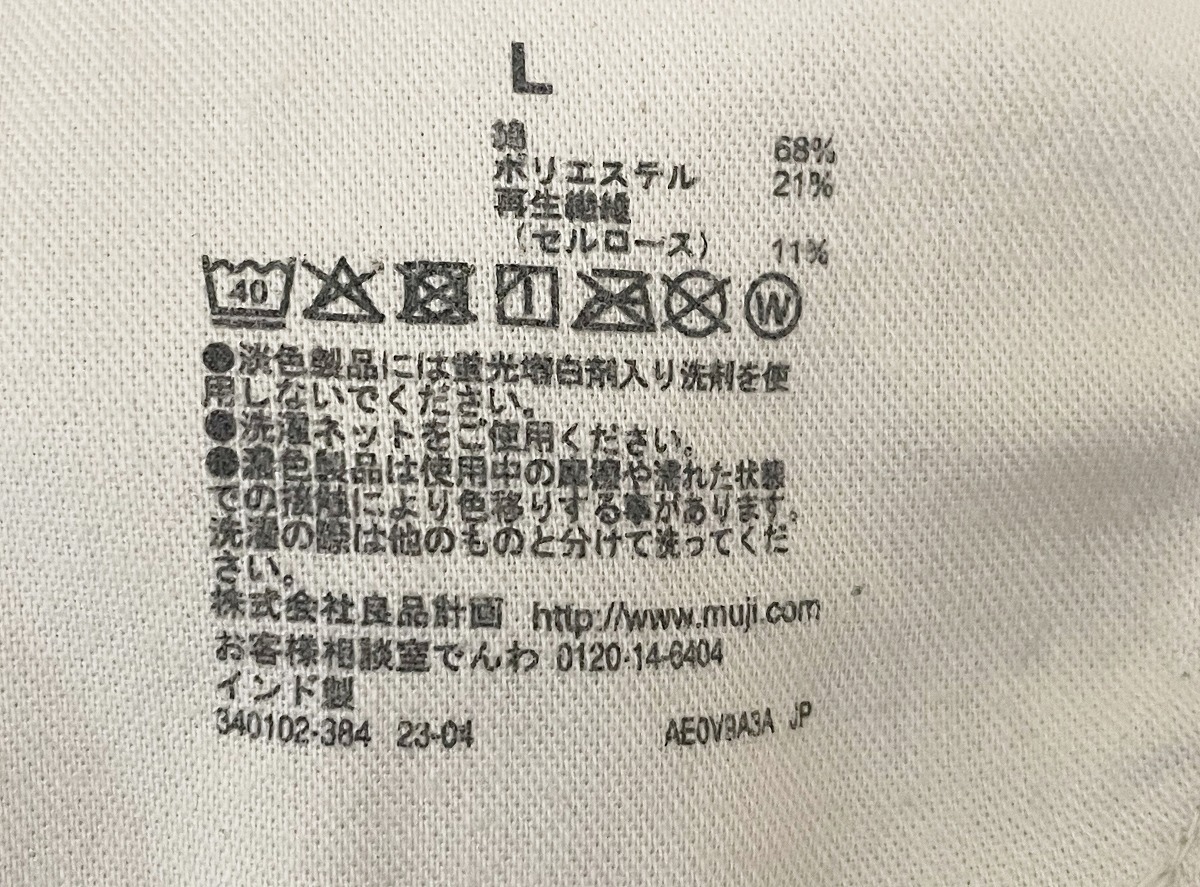 L
綿 68%
ポリエステル 21%
再生繊維
（セルロース） 11%
40
W
●淡色製品には蛍光増白剤入り洗剤を使
用しないでください。
●洗濯ネットをご使用ください。
●濃色製品は使用中の摩擦や濡れた状態
での接触により色移りする事があります。
洗濯の際は他のものと分けて洗ってくだ
さい。
株式会社良品計画 http://www.muji.com
お客様相談室でんわ 0120-14-6404
インド製
340102-384 23-04 AE0V9A3A JP